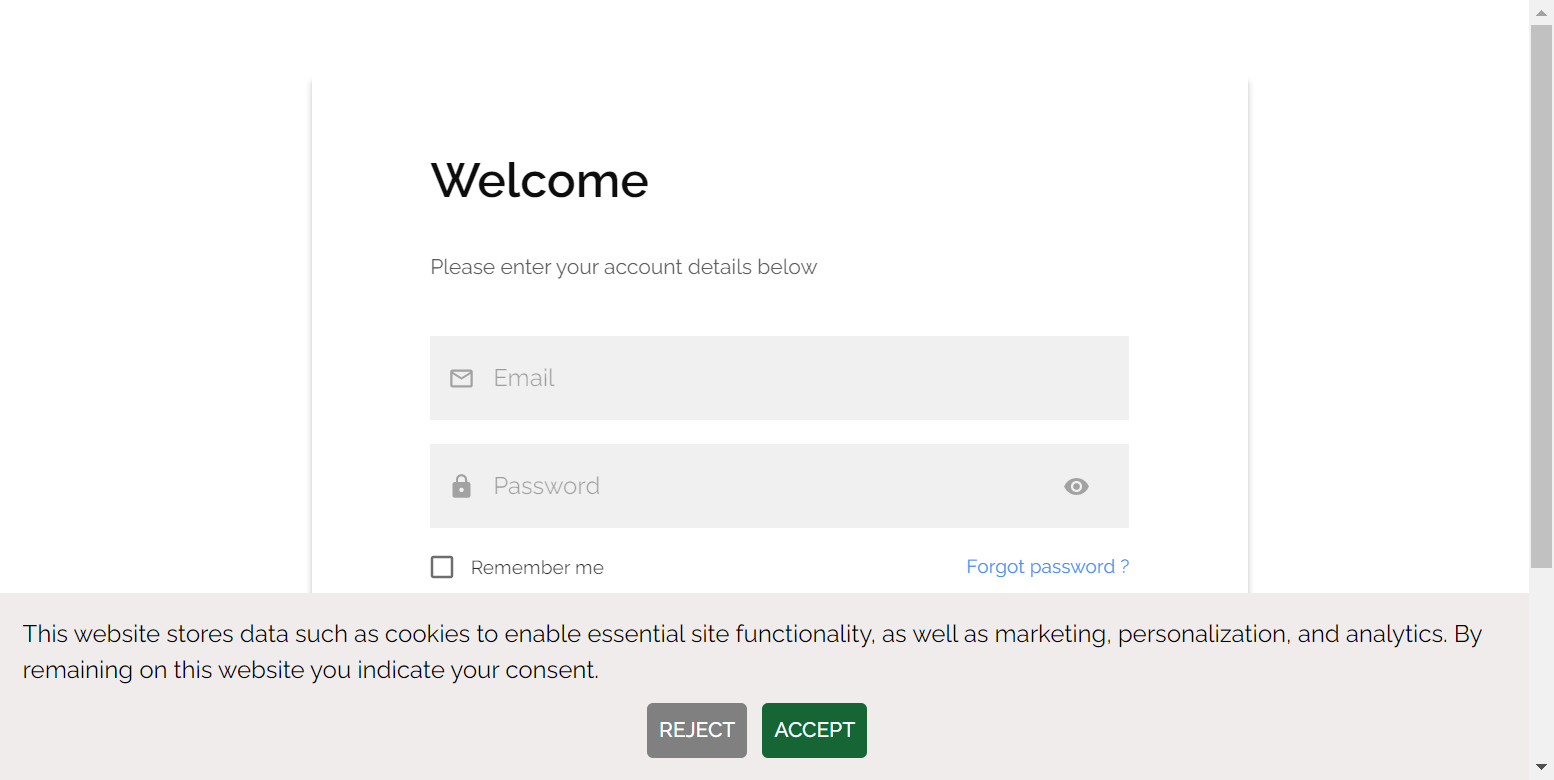 Welcome
Please enter your account details below
Email
Password
Remember me
Forgot password ?
This website stores data such as cookies to enable essential site functionality, as well as marketing, personalization, and analytics. By
remaining on this website you indicate your consent.
REJECT
ACCEPT